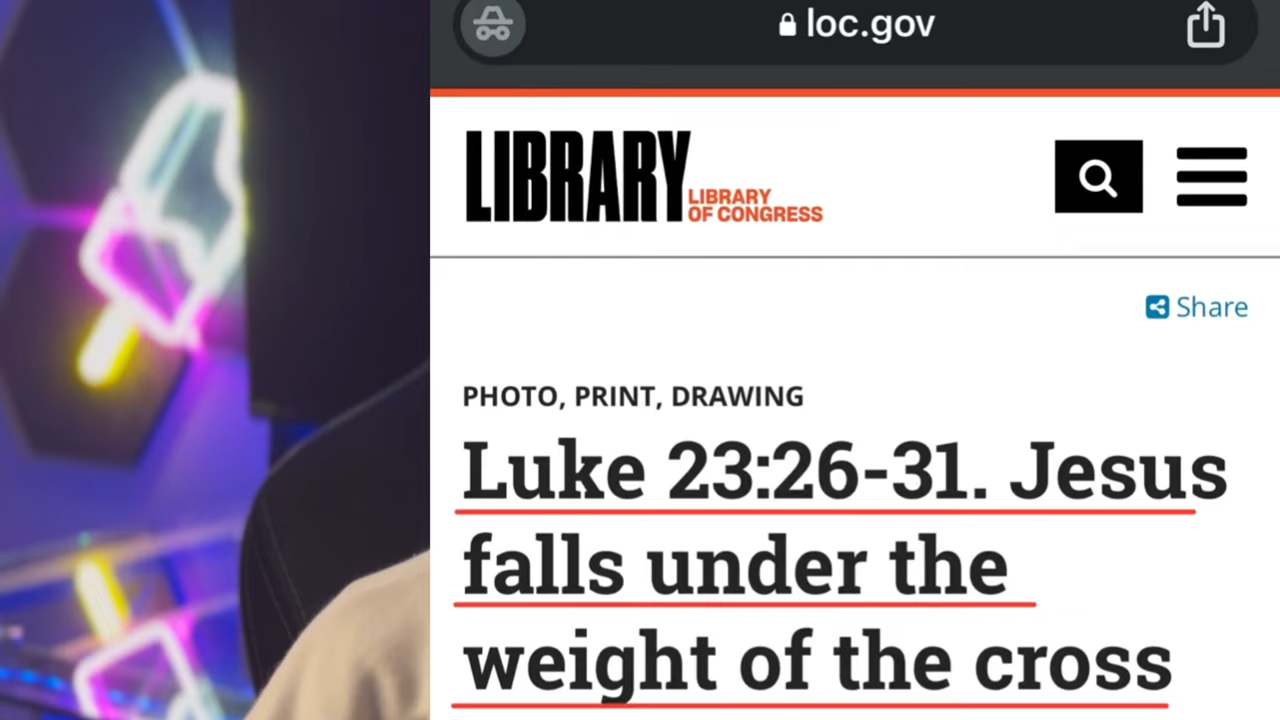 loc.gov
LIBRARY
LIBRARY
OF CONGRESS
Share
PHOTO, PRINT, DRAWING
Luke 23:26-31. Jesus
falls under the
weight of the cross